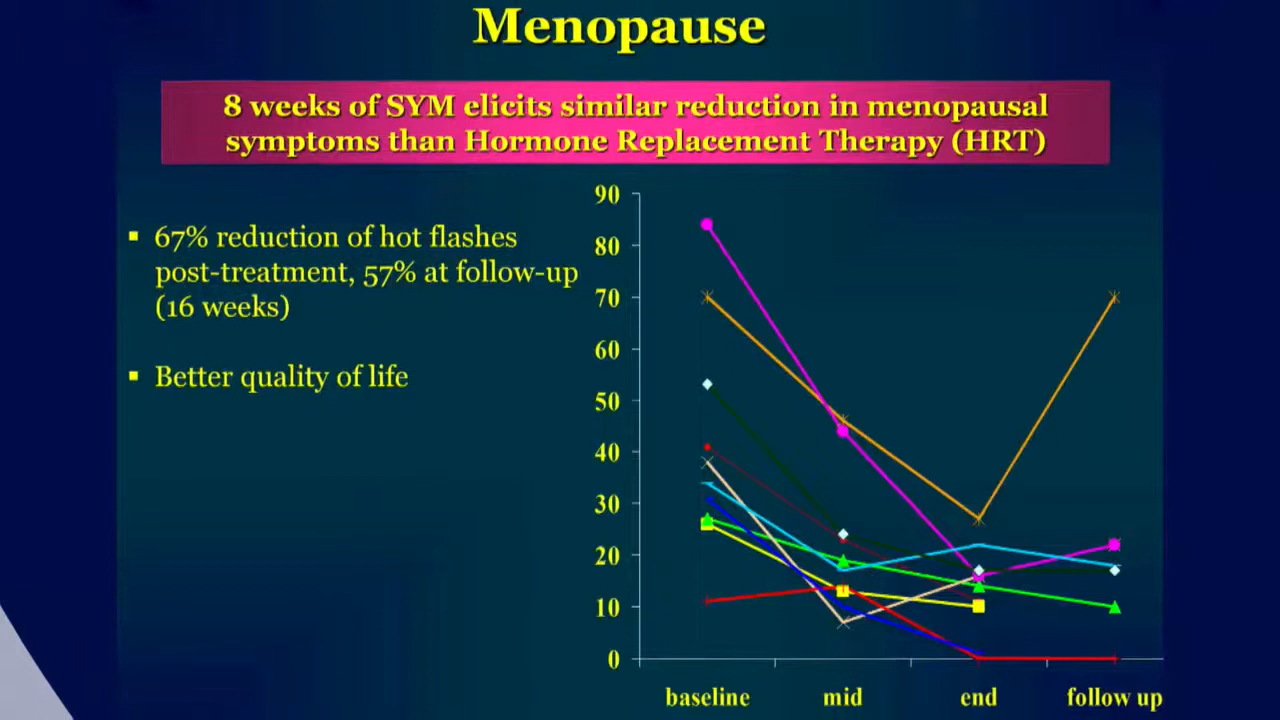 Menopause
8 weeks of SYM elicits similar reduction in menopausal
symptoms than Hormone Replacement Therapy (HRT)
▪ 67% reduction of hot flashes
post-treatment, 57% at follow-up
(16 weeks)
▪ Better quality of life
90
80
70
60
50
40
30
20
10
0
baseline mid end follow up